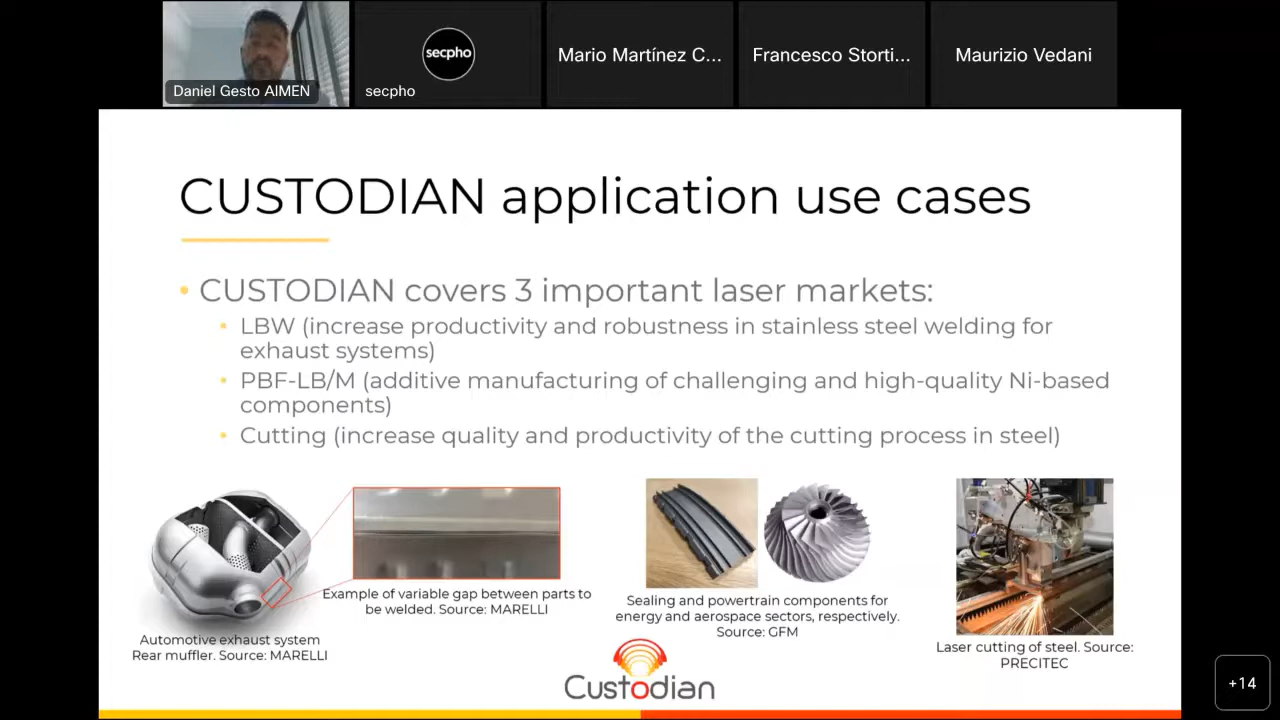 Daniel Gesto AIMEN
secpho
secpho
Mario Martínez C...
Francesco Storti...
Maurizio Vedani
CUSTODIAN application use cases
• CUSTODIAN covers 3 important laser markets:
• LBW (increase productivity and robustness in stainless steel welding for
exhaust systems)
• PBF-LB/M (additive manufacturing of challenging and high-quality Ni-based
components)
• Cutting (increase quality and productivity of the cutting process in steel)
Example of variable gap between parts to
be welded. Source: MARELLI
Automotive exhaust system
Rear muffler. Source: MARELLI
Sealing and powertrain components for
energy and aerospace sectors, respectively.
Source: GFM
Laser cutting of steel. Source:
PRECITEC
Custodian
+14